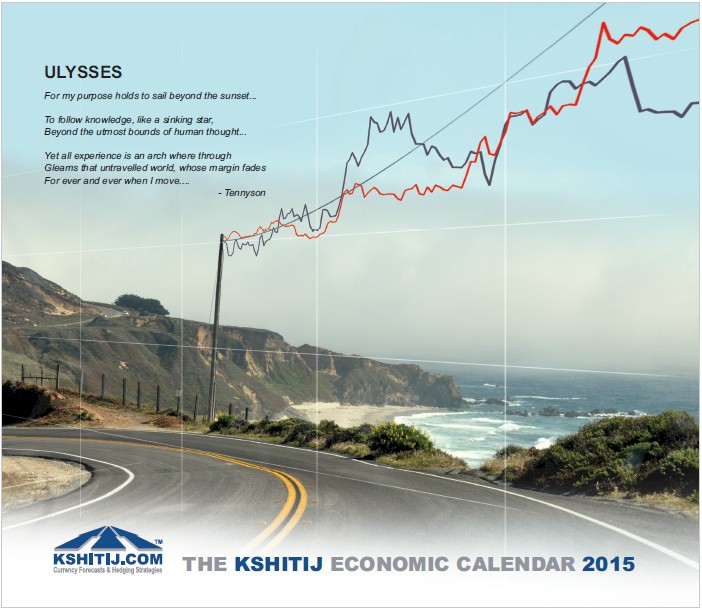 ULYSSES
For my purpose holds to sail beyond the sunset...
To follow knowledge, like a sinking star,
Beyond the utmost bounds of human thought...
Yet all experience is an arch where through
Gleams that untravelled world, whose margin fades
For ever and ever when I move....
- Tennyson
KSHITIJ.COM TM
Currency Forecasts & Hedging Strategies
THE KSHITIJ ECONOMIC CALENDAR 2015